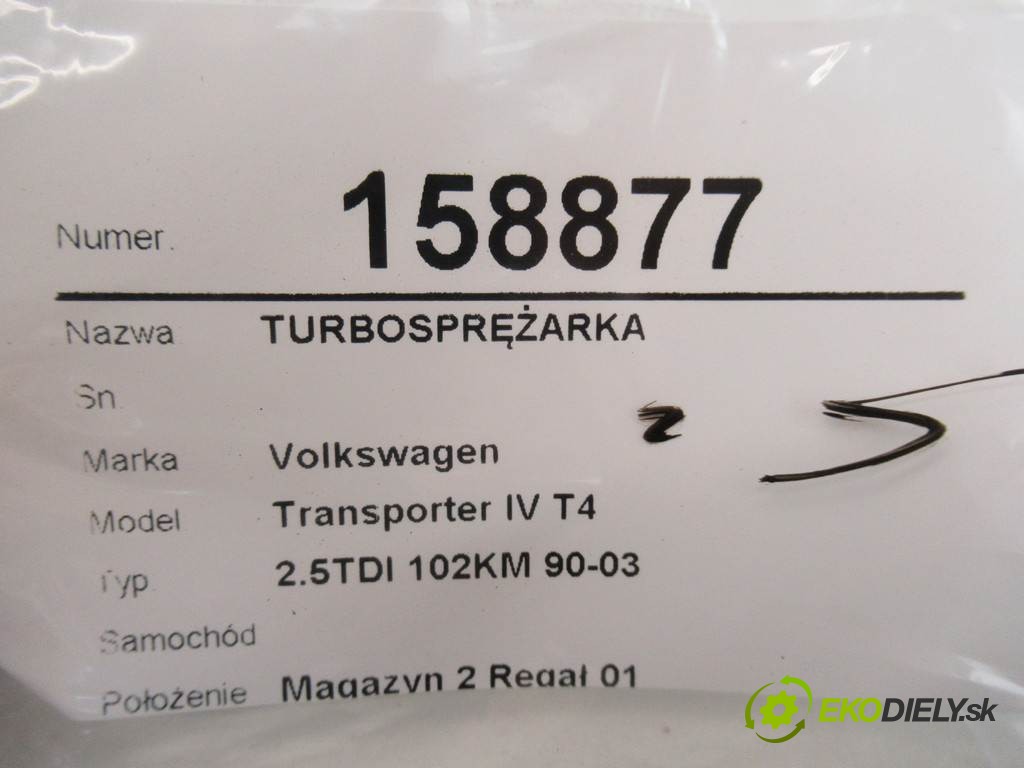 Numer. 158877
Nazwa TURBOSPRĘŻARKA
Sn
Marka Volkswagen
Model Transporter IV T4
Typ 2.5TDI 102KM 90-03
Samochód
Położenie Magazyn 2 Regał 01
EKODIELY.sk